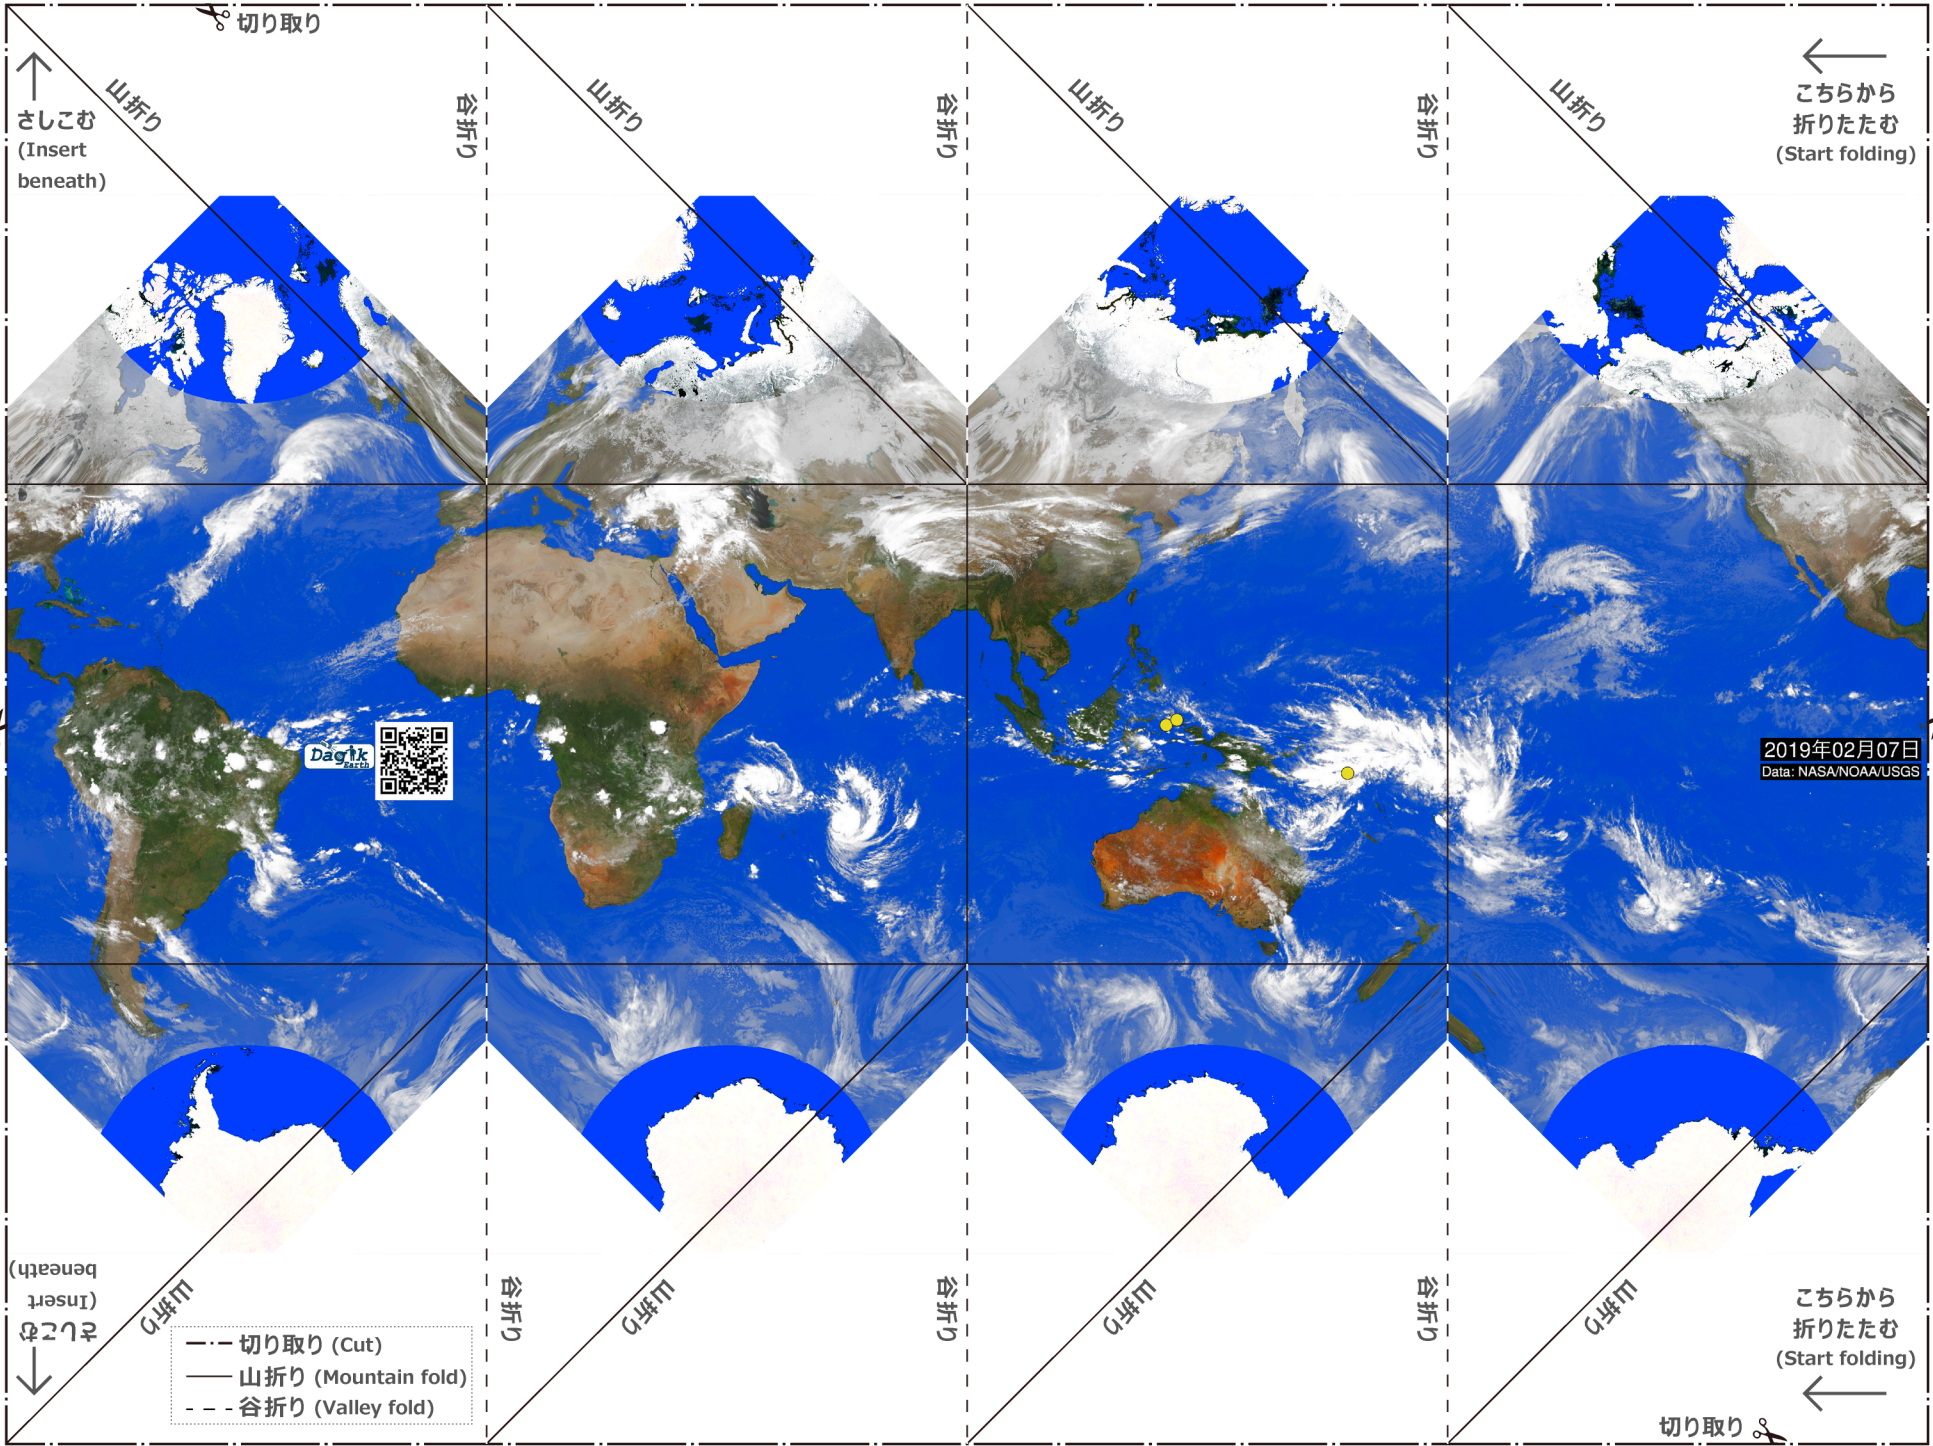 切り取り
山折り
谷折り
山折り
谷折り
山折り
谷折り
山折り
さしこむ
(Insert
beneath)
こちらから
折りたたむ
(Start folding)
Dagik
Earth
2019年02月07日
Data: NASA/NOAA/USGS
さしこむ
(Insert
beneath)
山折り
谷折り
山折り
谷折り
山折り
谷折り
山折り
こちらから
折りたたむ
(Start folding)
切り取り (Cut)
山折り (Mountain fold)
谷折り (Valley fold)
切り取り